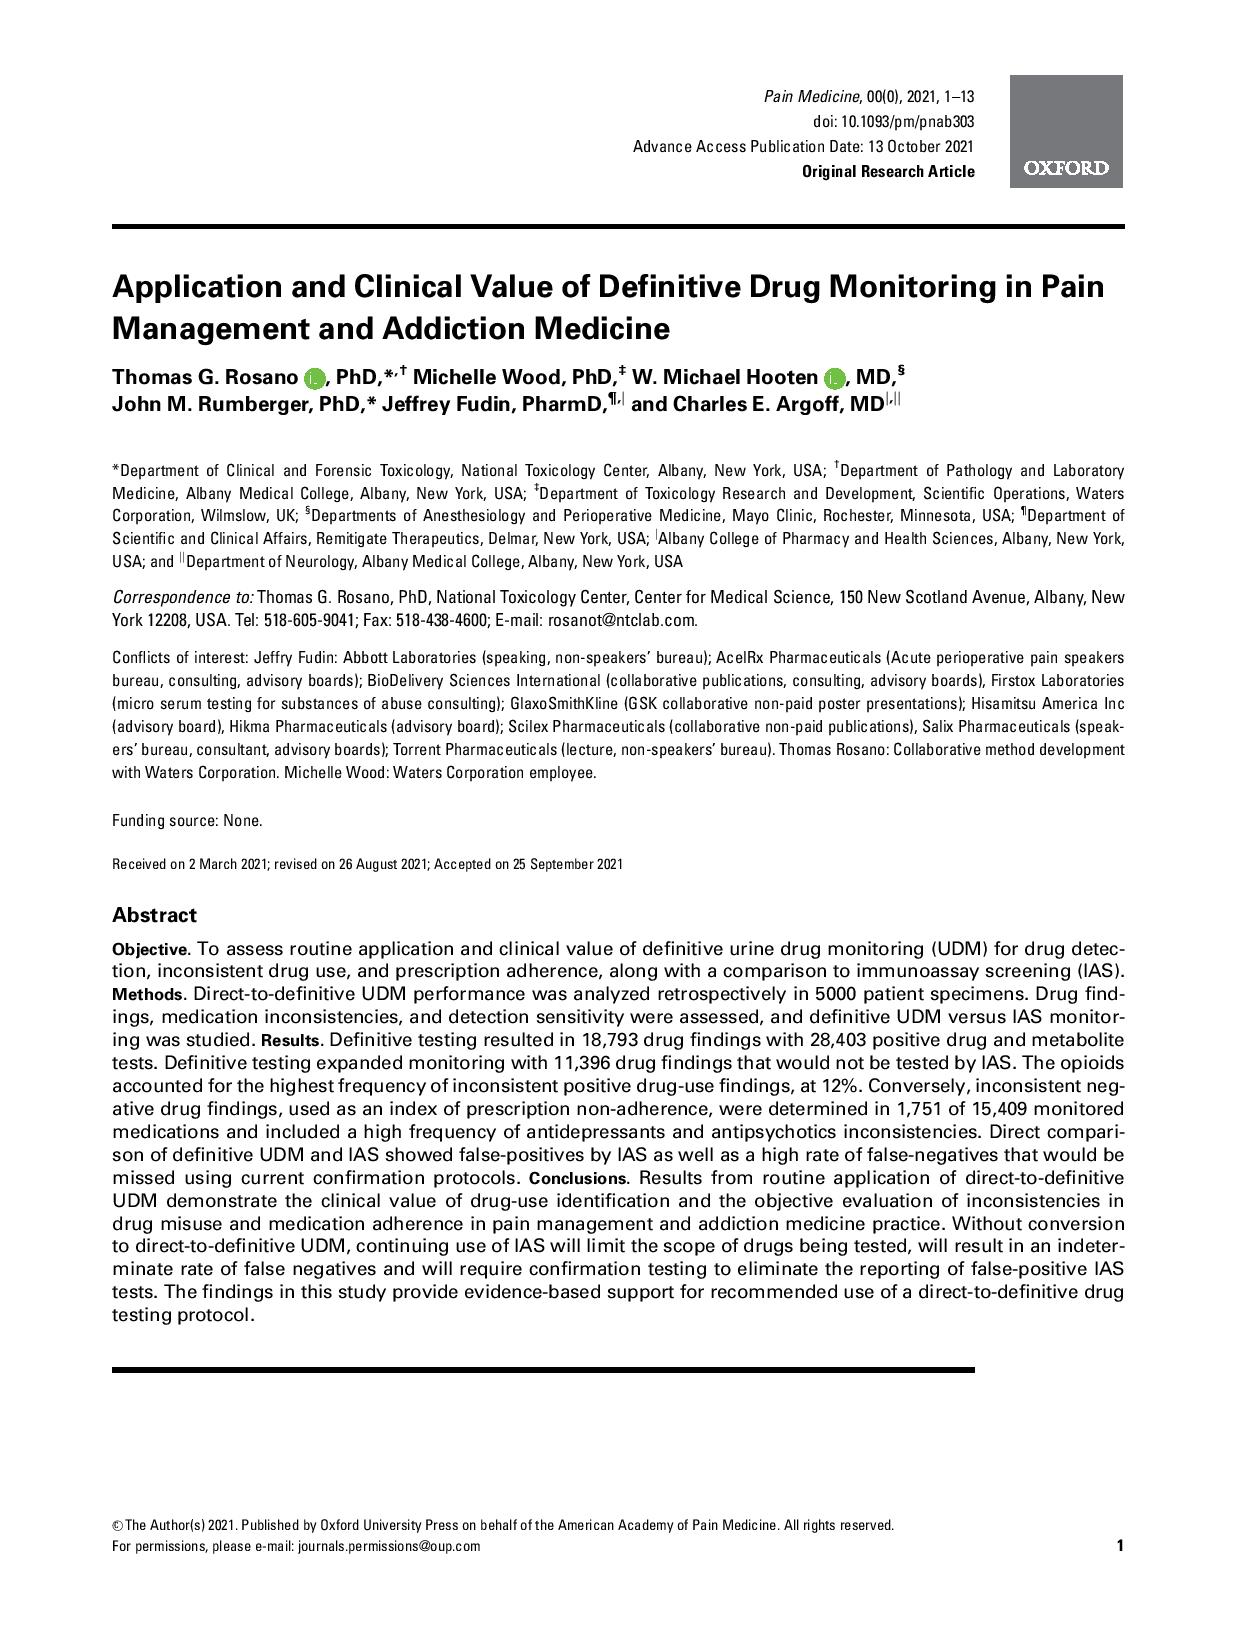 Pain Medicine, 00(0), 2021, 1–13
doi: 10.1093/pm/pnab303
Advance Access Publication Date: 13 October 2021
Original Research Article
OXFORD
Application and Clinical Value of Definitive Drug Monitoring in Pain
Management and Addiction Medicine
Thomas G. Rosano iD, PhD,*,† Michelle Wood, PhD,‡ W. Michael Hooten iD, MD,§
John M. Rumberger, PhD,* Jeffrey Fudin, PharmD,¶,| and Charles E. Argoff, MD|,||
*Department of Clinical and Forensic Toxicology, National Toxicology Center, Albany, New York, USA; †Department of Pathology and Laboratory
Medicine, Albany Medical College, Albany, New York, USA; ‡Department of Toxicology Research and Development, Scientific Operations, Waters
Corporation, Wilmslow, UK; §Departments of Anesthesiology and Perioperative Medicine, Mayo Clinic, Rochester, Minnesota, USA; ¶Department of
Scientific and Clinical Affairs, Remitigate Therapeutics, Delmar, New York, USA; |Albany College of Pharmacy and Health Sciences, Albany, New York,
USA; and ||Department of Neurology, Albany Medical College, Albany, New York, USA
Correspondence to: Thomas G. Rosano, PhD, National Toxicology Center, Center for Medical Science, 150 New Scotland Avenue, Albany, New
York 12208, USA. Tel: 518-605-9041; Fax: 518-438-4600; E-mail: rosanot@ntclab.com.
Conflicts of interest: Jeffry Fudin: Abbott Laboratories (speaking, non-speakers’ bureau); AcelRx Pharmaceuticals (Acute perioperative pain speakers
bureau, consulting, advisory boards); BioDelivery Sciences International (collaborative publications, consulting, advisory boards), Firstox Laboratories
(micro serum testing for substances of abuse consulting); GlaxoSmithKline (GSK collaborative non-paid poster presentations); Hisamitsu America Inc
(advisory board), Hikma Pharmaceuticals (advisory board); Scilex Pharmaceuticals (collaborative non-paid publications), Salix Pharmaceuticals (speak-
ers’ bureau, consultant, advisory boards); Torrent Pharmaceuticals (lecture, non-speakers’ bureau). Thomas Rosano: Collaborative method development
with Waters Corporation. Michelle Wood: Waters Corporation employee.
Funding source: None.
Received on 2 March 2021; revised on 26 August 2021; Accepted on 25 September 2021
Abstract
Objective. To assess routine application and clinical value of definitive urine drug monitoring (UDM) for drug detec-
tion, inconsistent drug use, and prescription adherence, along with a comparison to immunoassay screening (IAS).
Methods. Direct-to-definitive UDM performance was analyzed retrospectively in 5000 patient specimens. Drug find-
ings, medication inconsistencies, and detection sensitivity were assessed, and definitive UDM versus IAS monitor-
ing was studied. Results. Definitive testing resulted in 18,793 drug findings with 28,403 positive drug and metabolite
tests. Definitive testing expanded monitoring with 11,396 drug findings that would not be tested by IAS. The opioids
accounted for the highest frequency of inconsistent positive drug-use findings, at 12%. Conversely, inconsistent neg-
ative drug findings, used as an index of prescription non-adherence, were determined in 1,751 of 15,409 monitored
medications and included a high frequency of antidepressants and antipsychotics inconsistencies. Direct compari-
son of definitive UDM and IAS showed false-positives by IAS as well as a high rate of false-negatives that would be
missed using current confirmation protocols. Conclusions. Results from routine application of direct-to-definitive
UDM demonstrate the clinical value of drug-use identification and the objective evaluation of inconsistencies in
drug misuse and medication adherence in pain management and addiction medicine practice. Without conversion
to direct-to-definitive UDM, continuing use of IAS will limit the scope of drugs being tested, will result in an indeter-
minate rate of false negatives and will require confirmation testing to eliminate the reporting of false-positive IAS
tests. The findings in this study provide evidence-based support for recommended use of a direct-to-definitive drug
testing protocol.
© The Author(s) 2021. Published by Oxford University Press on behalf of the American Academy of Pain Medicine. All rights reserved.
For permissions, please e-mail: journals.permissions@oup.com
1